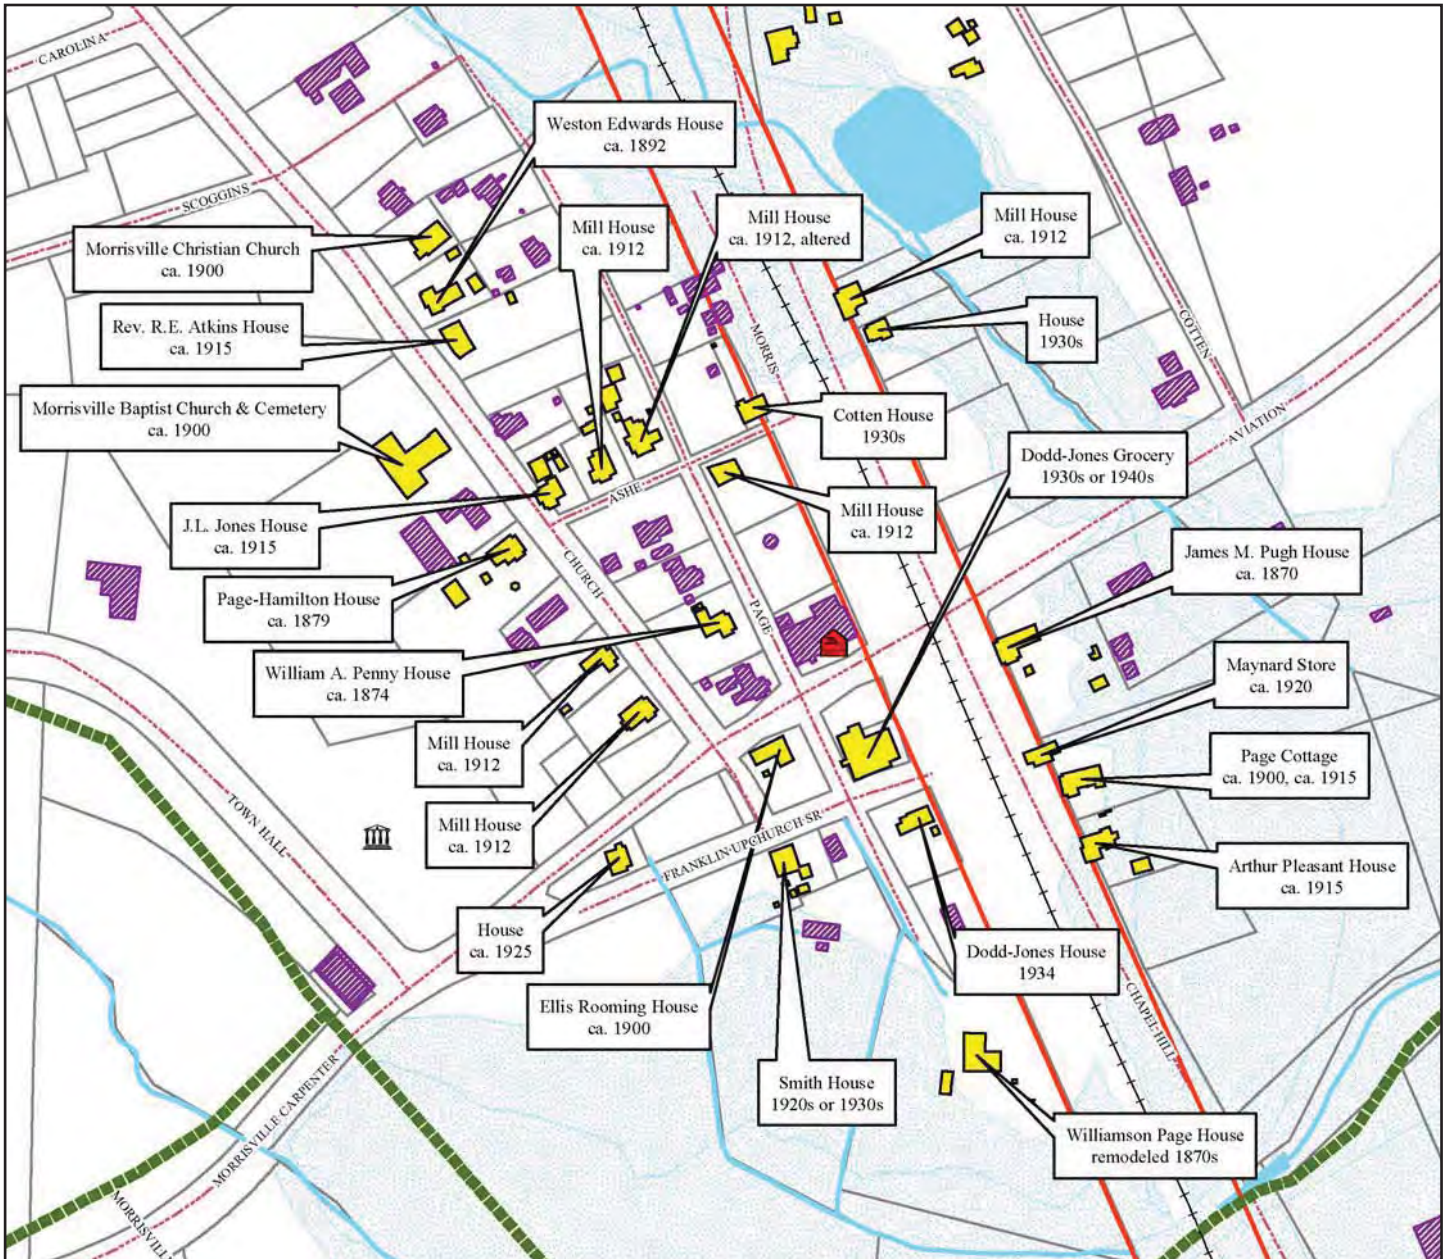 CAROLINA
Weston Edwards House
ca. 1892
SCOGGINS
Mill House
ca. 1912
Mill House
ca. 1912, altered
Mill House
ca. 1912
Morrisville Christian Church
ca. 1900
Rev. R.E. Atkins House
ca. 1915
House
1930s
MORRIS
COTTEN
Morrisville Baptist Church & Cemetery
ca. 1900
Cotten House
1930s
AVIATION
Dodd-Jones Grocery
1930s or 1940s
ASHE
J.L. Jones House
ca. 1915
Mill House
ca. 1912
James M. Pugh House
ca. 1870
CHURCH
Page-Hamilton House
ca. 1879
PAGE
William A. Penny House
ca. 1874
Maynard Store
ca. 1920
Mill House
ca. 1912
Page Cottage
ca. 1900, ca. 1915
TOWN HALL
Mill House
ca. 1912
FRANKLIN UPCHURCH SR
Arthur Pleasant House
ca. 1915
House
ca. 1925
Dodd-Jones House
1934
Ellis Rooming House
ca. 1900
CHAPEL HILL
Smith House
1920s or 1930s
MORRISVILLE CARPENTER
Williamson Page House
remodeled 1870s